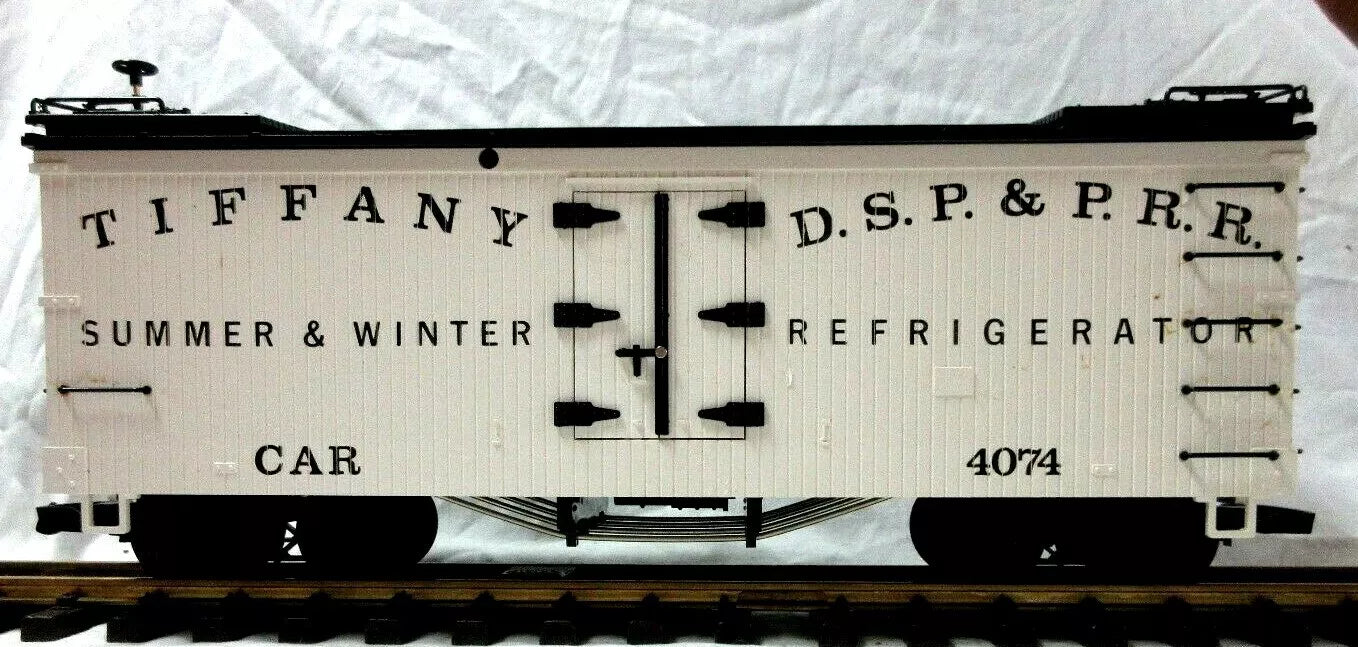 TIFFANY D.S.P. & P.R.R.
SUMMER & WINTER REFRIGERATOR
CAR 4074